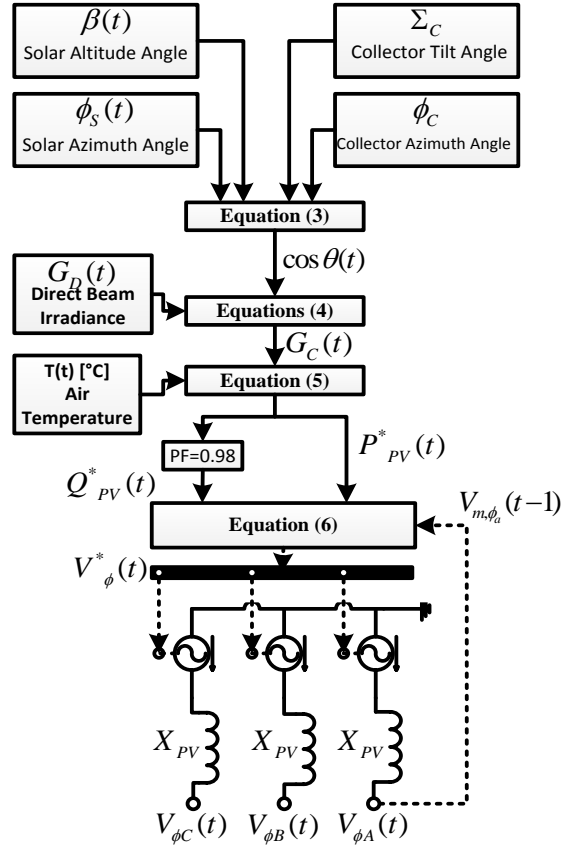 β(t)
Solar Altitude Angle
Σ_C
Collector Tilt Angle
ϕ_S(t)
Solar Azimuth Angle
ϕ_C
Collector Azimuth Angle
Equation (3)
cos θ(t)
G_D(t)
Direct Beam
Irradiance
Equations (4)
G_C(t)
T(t) [°C]
Air
Temperature
Equation (5)
PF=0.98
P*_PV(t)
Q*_PV(t)
V_m,ϕ_a(t−1)
Equation (6)
V*_ϕ(t)
X_PV X_PV X_PV
V_ϕC(t) V_ϕB(t) V_ϕA(t)